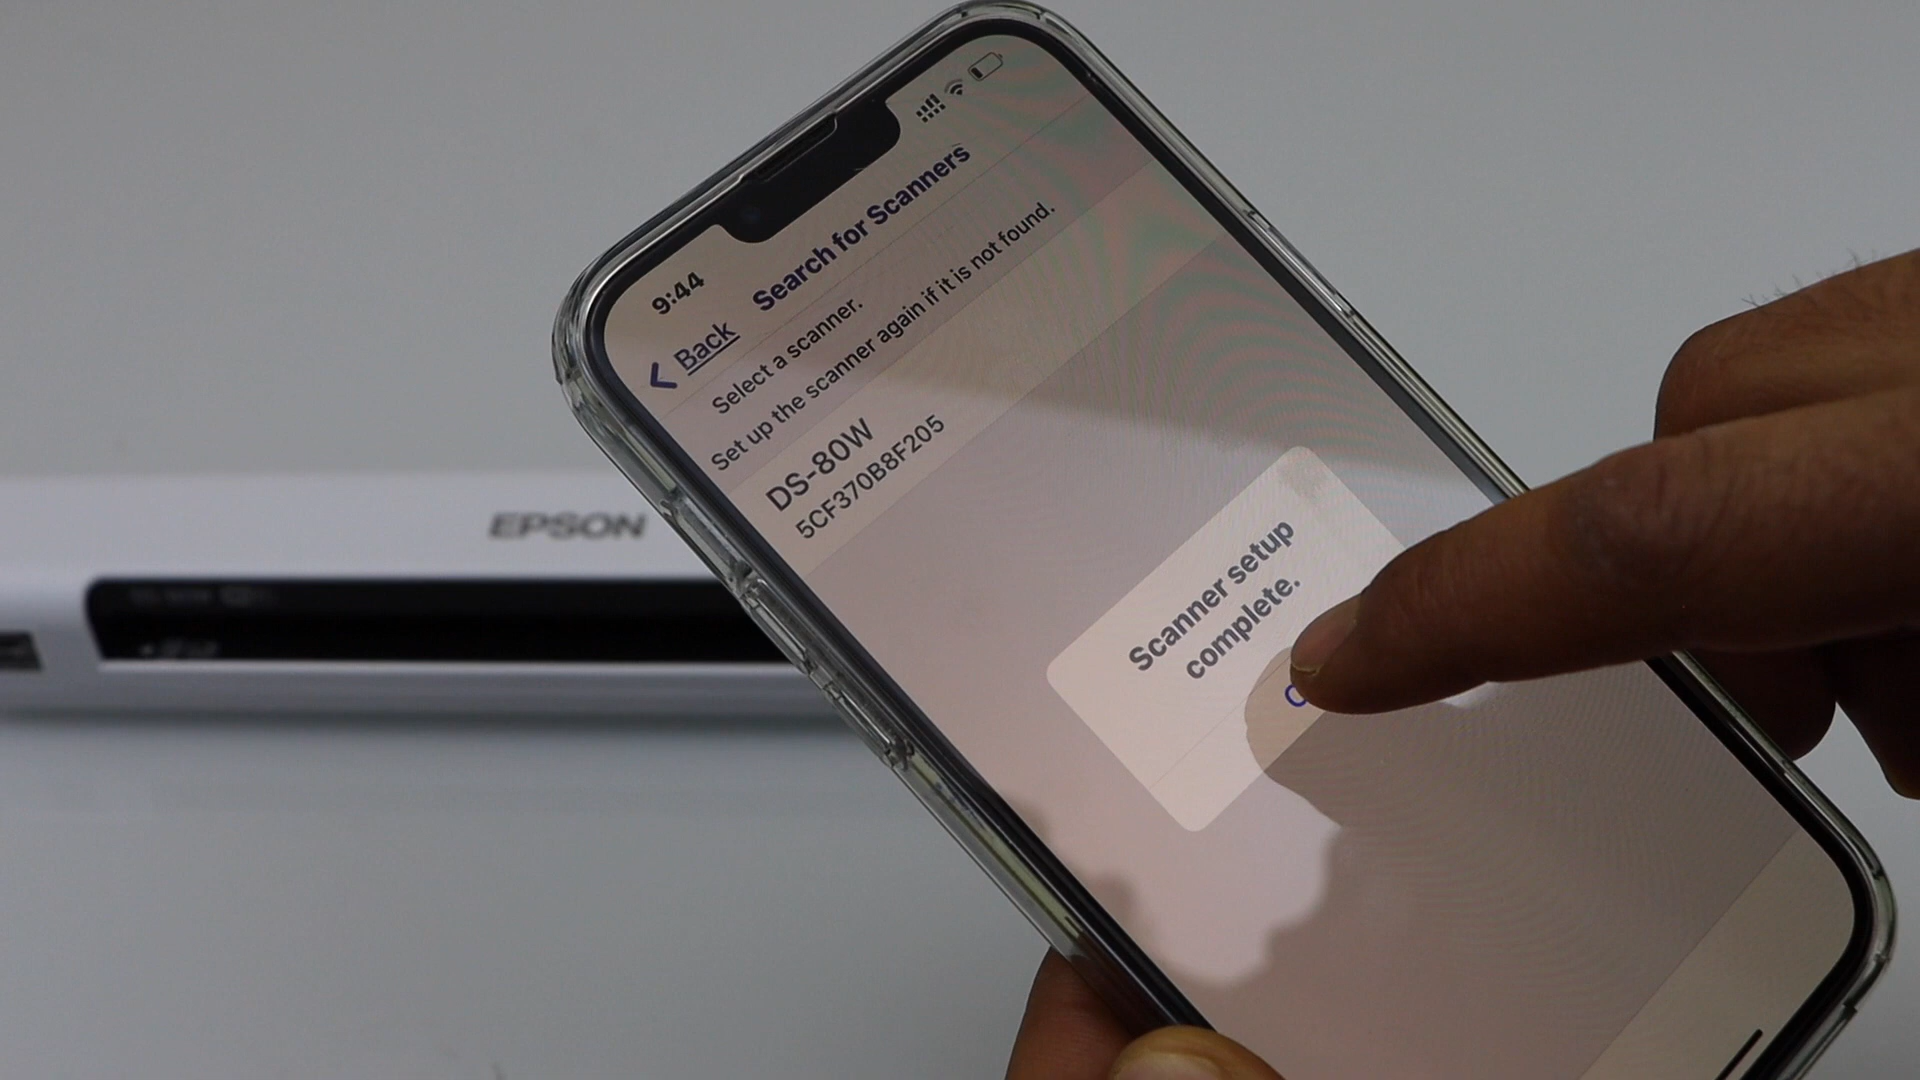 9:44
Back
Search for Scanners
Select a scanner.
Set up the scanner again if it is not found.
DS-80W
5CF370B8F205
Scanner setup
complete.
EPSON